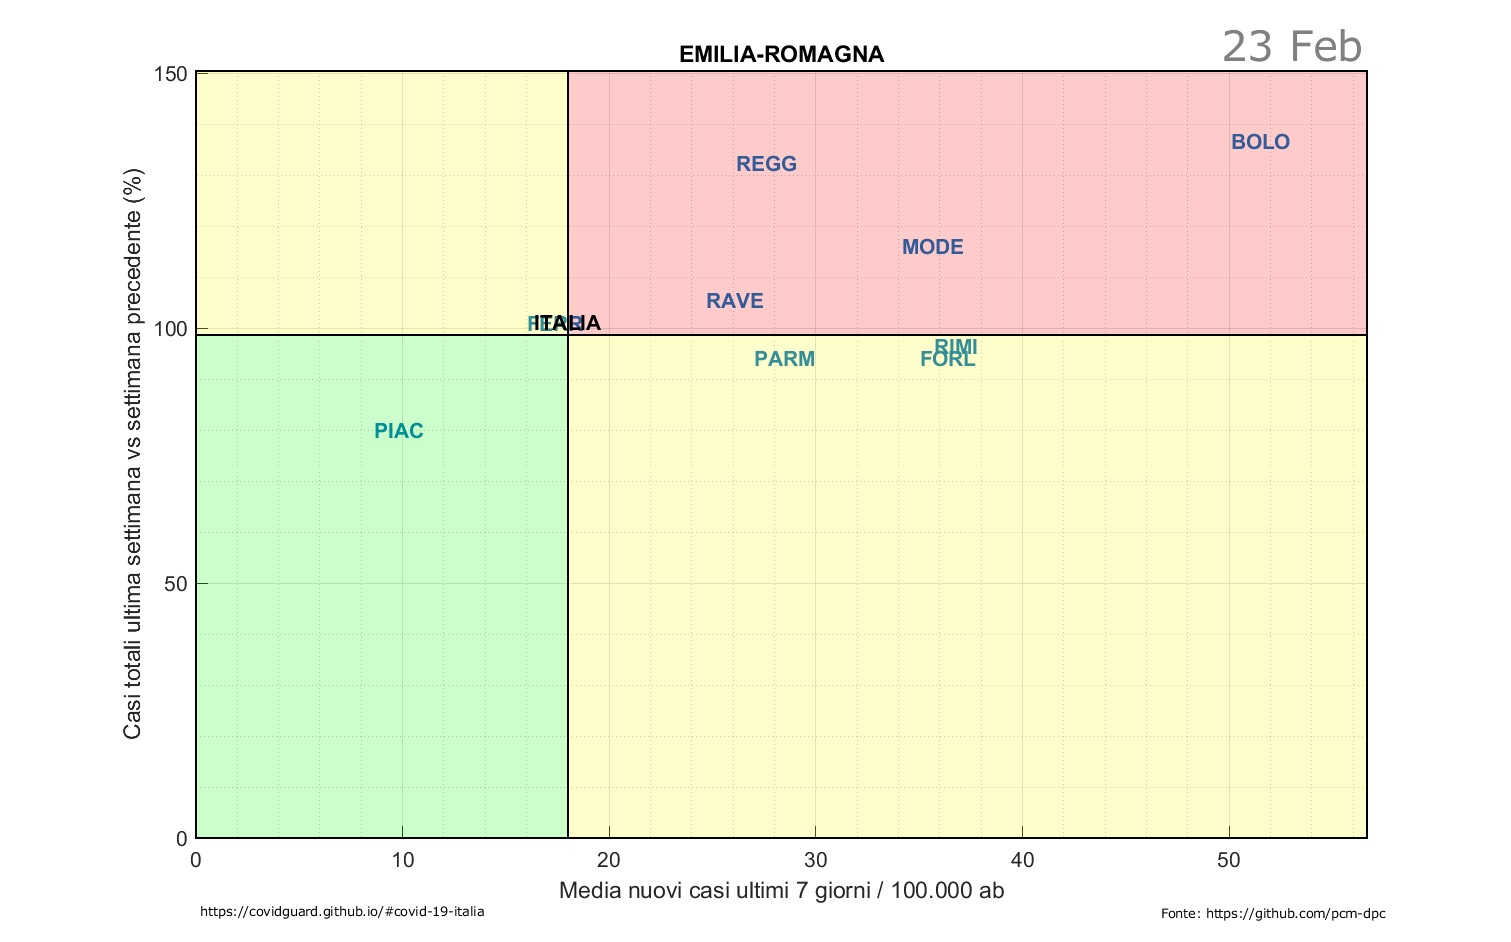 EMILIA-ROMAGNA
23 Feb
Casi totali ultima settimana vs settimana precedente (%)
150
100
50
0
BOLO
REGG
MODE
RAVE
ITALIA
RIMI
PARM
FORL
PIAC
0
10
20
30
40
50
Media nuovi casi ultimi 7 giorni / 100.000 ab
https://covidguard.github.io/#covid-19-italia
Fonte: https://github.com/pcm-dpc